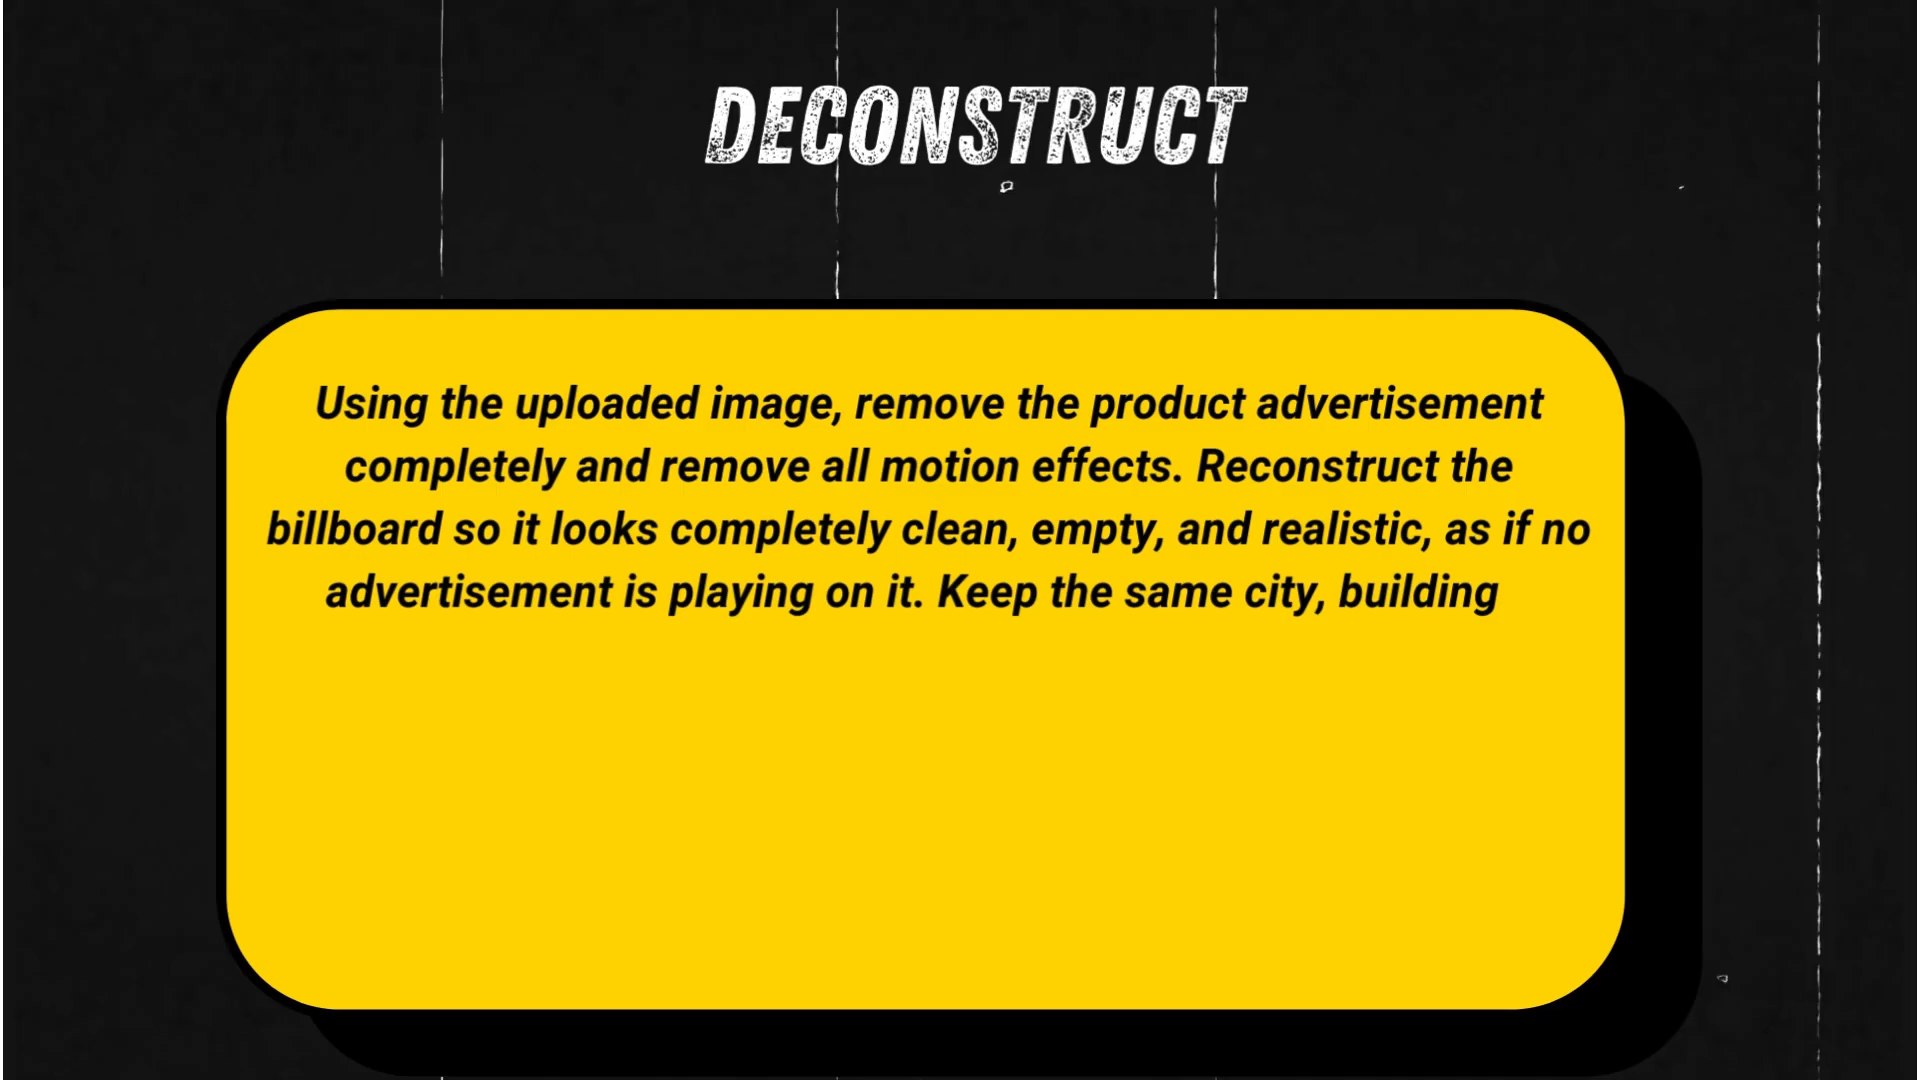 DECONSTRUCT
Using the uploaded image, remove the product advertisement
completely and remove all motion effects. Reconstruct the
billboard so it looks completely clean, empty, and realistic, as if no
advertisement is playing on it. Keep the same city, building